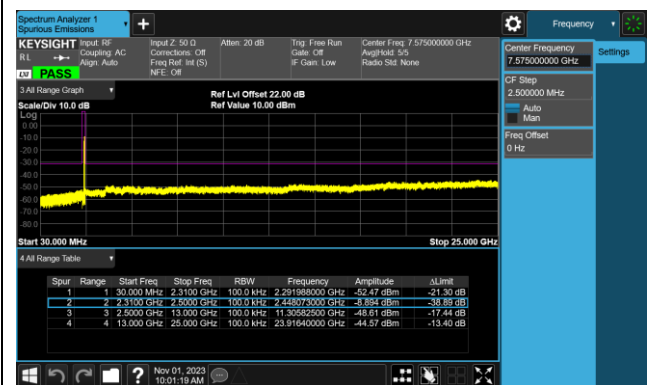 Spectrum Analyzer 1
Spurious Emissions
Frequency
KEYSIGHT Input: RF Input Z: 50 Ω Atten: 20 dB Trig: Free Run Center Freq: 7.575000000 GHz
RL Coupling: AC Corrections: Off Gate: Off Avg|Hold: 5/5
Align: Auto Freq Ref: Int (S) IF Gain: Low Radio Std: None
LXI PASS NFE: Off
Center Frequency
7.575000000 GHz
Settings
CF Step
2.500000 MHz
Auto
Man
Freq Offset
0 Hz
3 All Range Graph
Ref Lvl Offset 22.00 dB
Scale/Div 10.0 dB Ref Value 10.00 dBm
Log
0.00
-10.0
-20.0
-30.0
-40.0
-50.0
-60.0
-70.0
-80.0
Start 30.000 MHz Stop 25.000 GHz
4 All Range Table
Spur Range Start Freq Stop Freq RBW Frequency Amplitude ΔLimit
1 1 30.000 MHz 2.3100 GHz 100.0 kHz 2.291988000 GHz -52.47 dBm -21.30 dB
2 2 2.3100 GHz 2.5000 GHz 100.0 kHz 2.448073000 GHz -8.894 dBm -38.89 dB
3 3 2.5000 GHz 13.000 GHz 100.0 kHz 11.30582500 GHz -48.61 dBm -17.44 dB
4 4 13.000 GHz 25.000 GHz 100.0 kHz 23.91640000 GHz -44.57 dBm -13.40 dB
Nov 01, 2023
10:01:19 AM